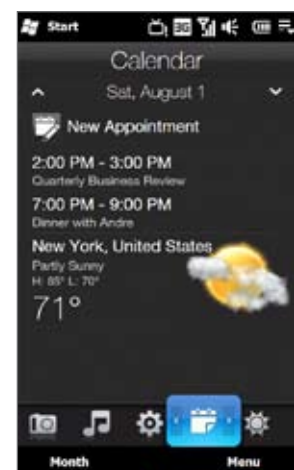 Start
3G
Calendar
Sat, August 1
New Appointment
2:00 PM - 3:00 PM
Quarterly Business Review
7:00 PM - 9:00 PM
Dinner with Andre
New York, United States
Partly Sunny
H: 85° L: 70°
71°
Month Menu